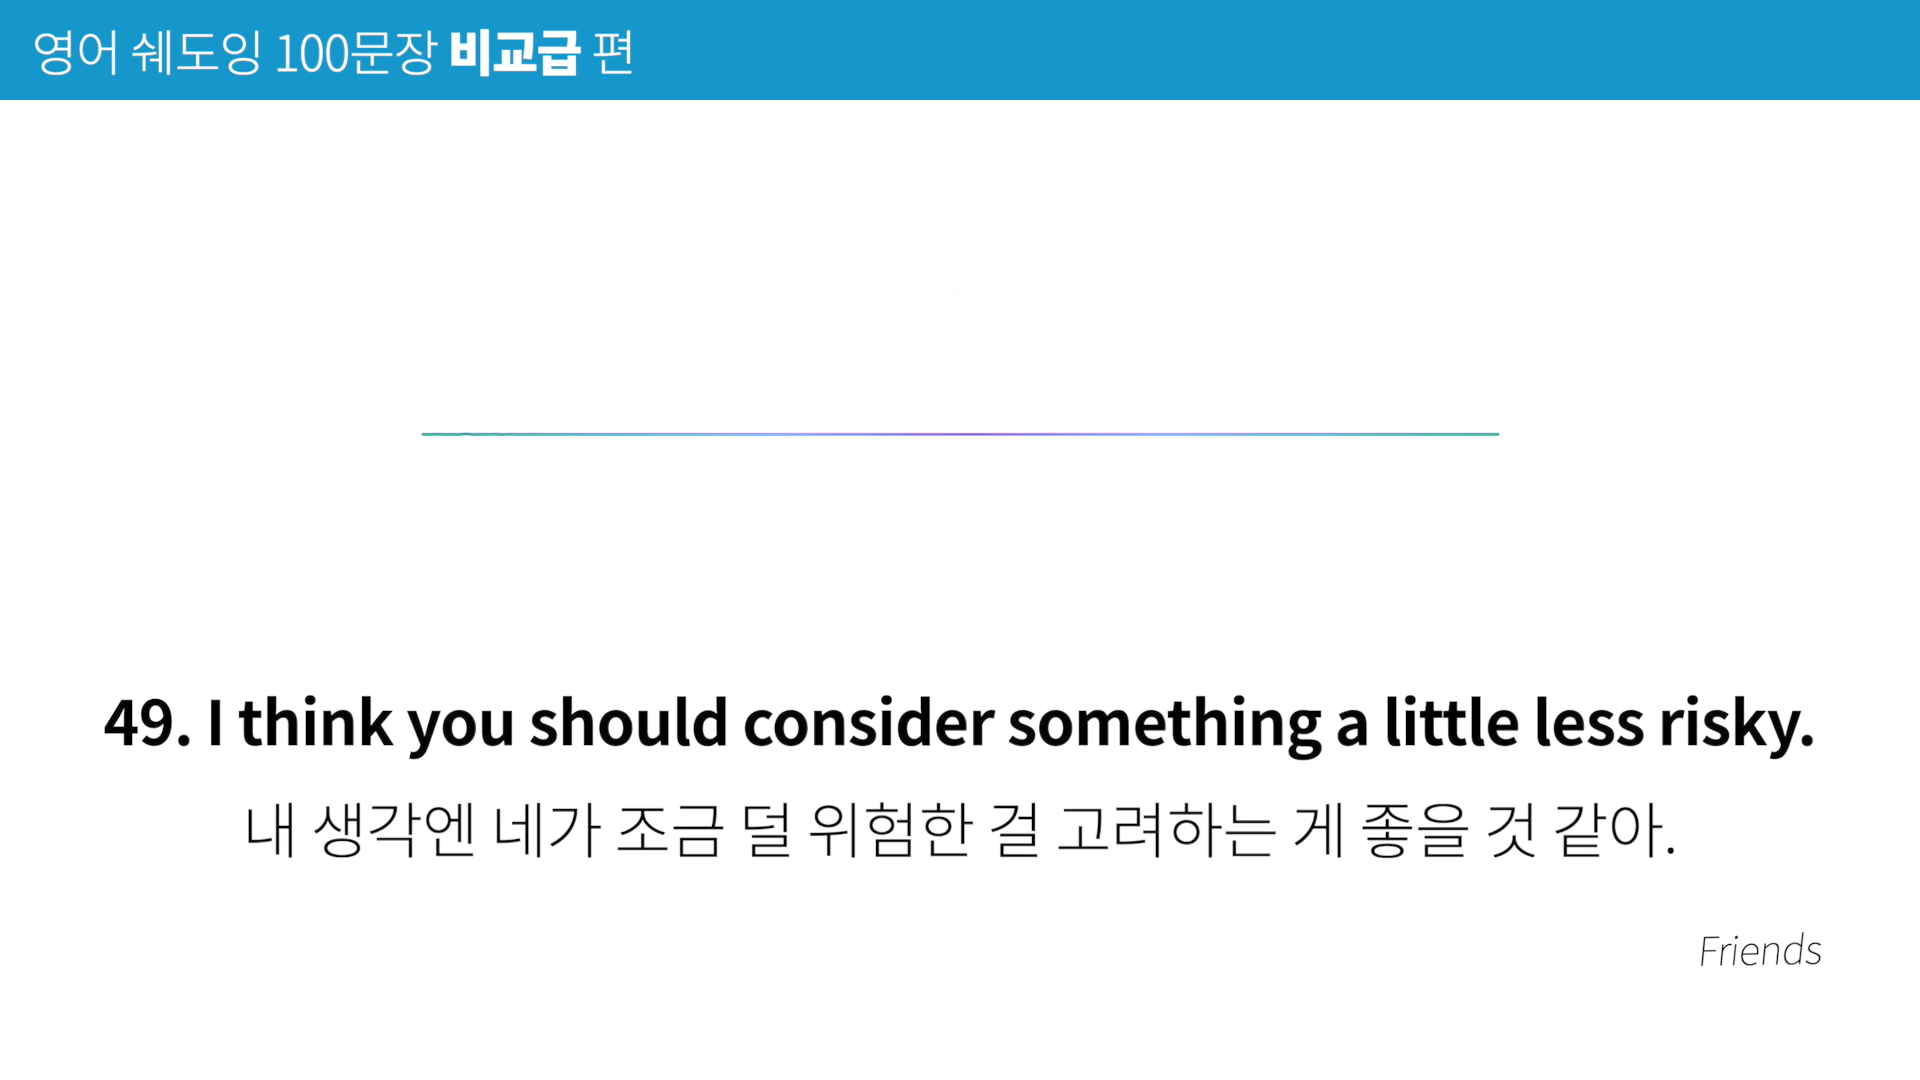 영어 쉐도잉 100문장 비교급 편
49. I think you should consider something a little less risky.
내 생각엔 네가 조금 덜 위험한 걸 고려하는 게 좋을 것 같아.
Friends